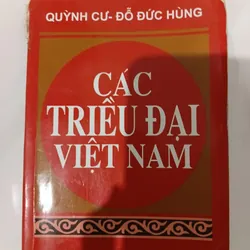 QUỲNH CƯ- ĐỖ ĐỨC HÙNG
CÁC
TRIỀU ĐẠI
VIỆT NAM